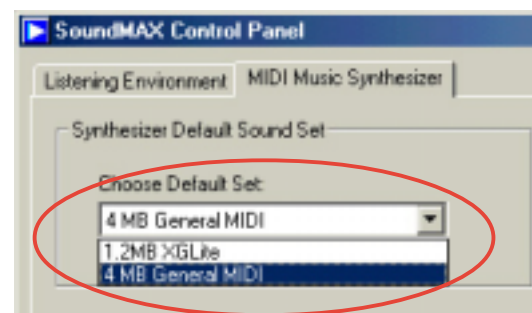 SoundMAX Control Panel
Listening Environment MIDI Music Synthesizer
Synthesizer Default Sound Set
Choose Default Set:
4 MB General MIDI
1.2MB XGLite
4 MB General MIDI